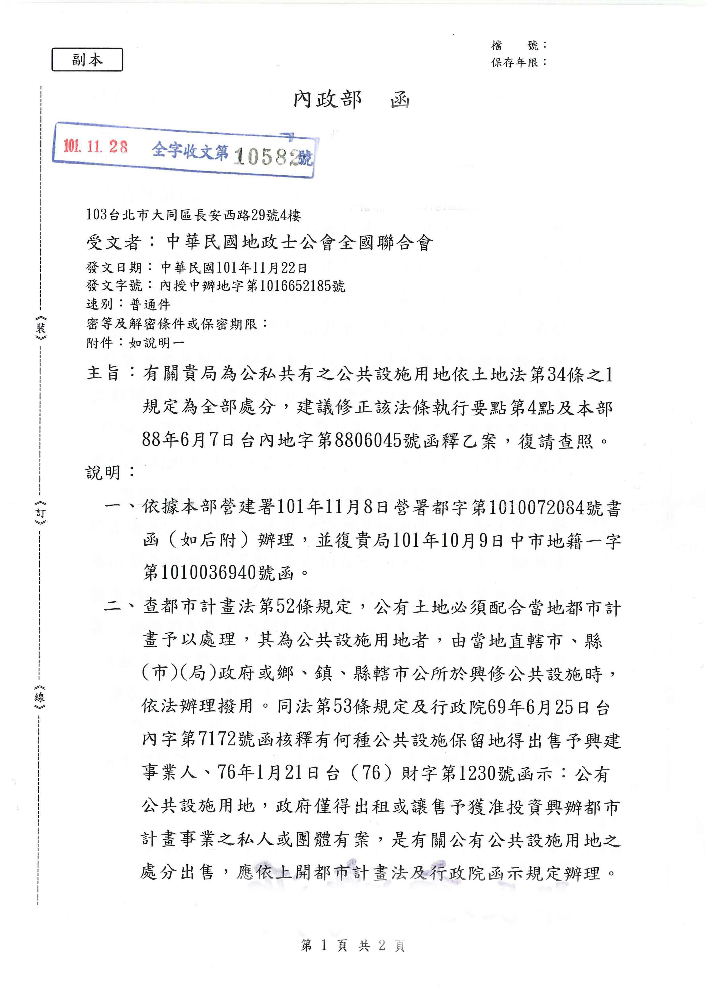 副本
檔　　號：
保存年限：
內政部　函
101. 11. 28　全字收文第10582號
103台北市大同區長安西路29號4樓
受文者：中華民國地政士公會全國聯合會
發文日期：中華民國101年11月22日
發文字號：內授中辦地字第1016652185號
速別：普通件
密等及解密條件或保密期限：
附件：如說明一
主旨：有關貴局為公私共有之公共設施用地依土地法第34條之1
規定為全部處分，建議修正該法條執行要點第4點及本部
88年6月7日台內地字第8806045號函釋乙案，復請查照。
說明：
一、依據本部營建署101年11月8日營署都字第1010072084號書
函（如后附）辦理，並復貴局101年10月9日中市地籍一字
第1010036940號函。
二、查都市計畫法第52條規定，公有土地必須配合當地都市計
畫予以處理，其為公共設施用地者，由當地直轄市、縣
(市)(局)政府或鄉、鎮、縣轄市公所於興修公共設施時，
依法辦理撥用。同法第53條規定及行政院69年6月25日台
內字第7172號函核釋有何種公共設施保留地得出售予興建
事業人、76年1月21日台（76）財字第1230號函示：公有
公共設施用地，政府僅得出租或讓售予獲准投資興辦都市
計畫事業之私人或團體有案，是有關公有公共設施用地之
處分出售，應依上開都市計畫法及行政院函示規定辦理。
《裝》
《訂》
《線》
第 1 頁 共 2 頁